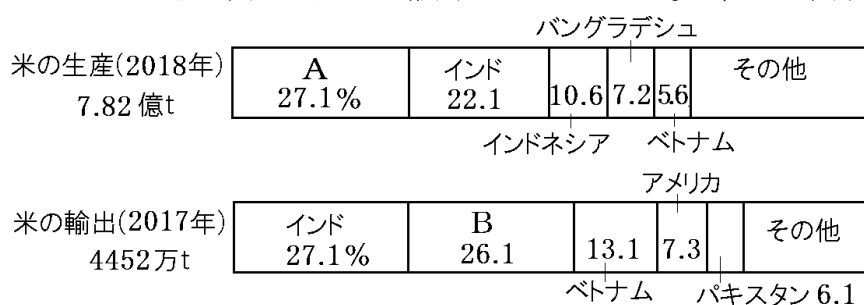 バングラデシュ
米の生産(2018年)
7.82億t
A
27.1%
インド
22.1
10.6
7.2
5.6
その他
インドネシア
ベトナム
アメリカ
米の輸出(2017年)
4452万t
インド
27.1%
B
26.1
13.1
7.3
その他
ベトナム
パキスタン 6.1